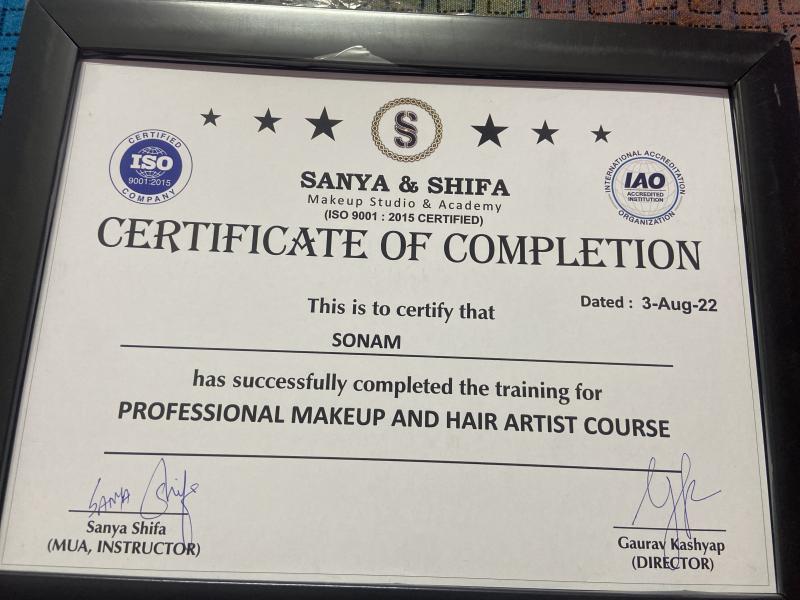 CERTIFIED
ISO
9001:2015
COMPANY
S
INTERNATIONAL ACCREDITATION
IAO
ACCREDITED
INSTITUTION
ORGANIZATION
SANYA & SHIFA
Makeup Studio & Academy
(ISO 9001 : 2015 CERTIFIED)
CERTIFICATE OF COMPLETION
Dated : 3-Aug-22
This is to certify that
SONAM
has successfully completed the training for
PROFESSIONAL MAKEUP AND HAIR ARTIST COURSE
SANYA Shifa
Sanya Shifa
(MUA, INSTRUCTOR)
Gaurav Kashyap
(DIRECTOR)